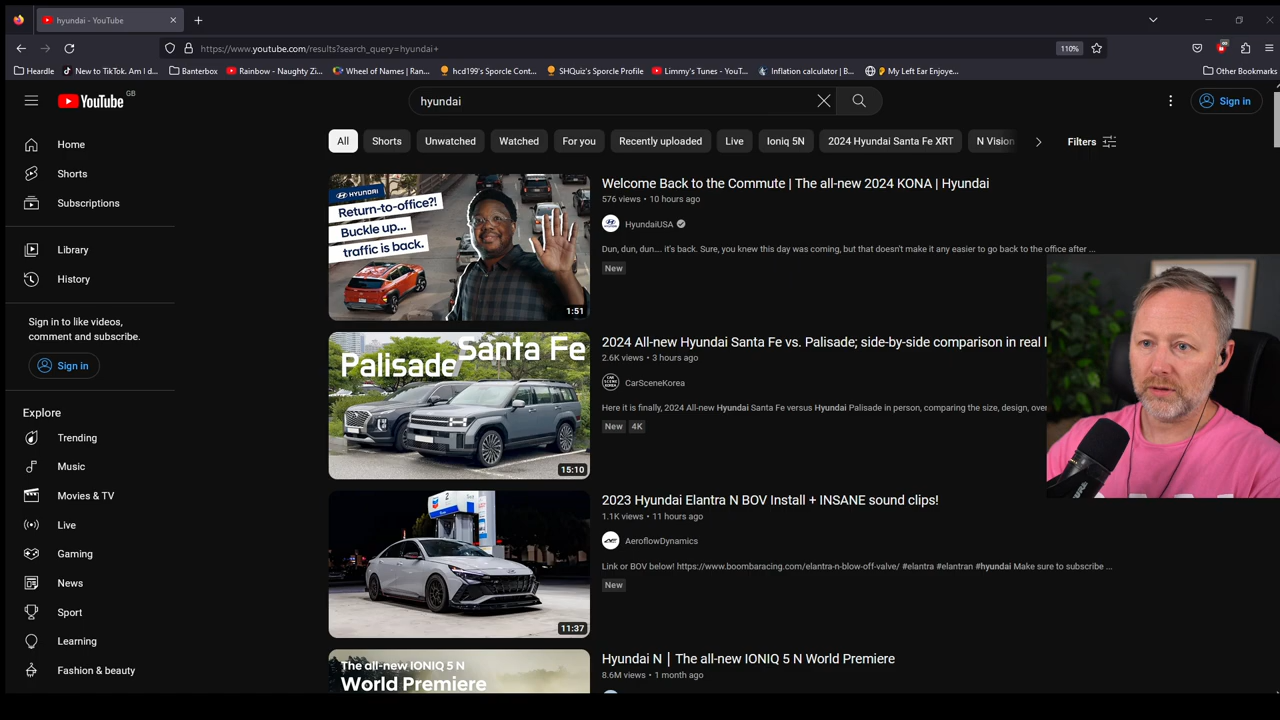 hyundai - YouTube
https://www.youtube.com/results?search_query=hyundai+
110%
Heardle
New to TikTok. Am I d...
Banterbox
Rainbow - Naughty Zi...
Wheel of Names | Ran...
hcd199's Sporcle Cont...
SHQuiz's Sporcle Profile
Limmy's Tunes - YouT...
Inflation calculator | B...
My Left Ear Enjoye...
Other Bookmarks
YouTube GB
hyundai
Sign in
Home
Shorts
Subscriptions
Library
History
Sign in to like videos,
comment and subscribe.
Sign in
Explore
Trending
Music
Movies & TV
Live
Gaming
News
Sport
Learning
Fashion & beauty
All
Shorts
Unwatched
Watched
For you
Recently uploaded
Live
Ioniq 5N
2024 Hyundai Santa Fe XRT
N Vision
Filters
HYUNDAI
Return-to-office?!
Buckle up...
traffic is back.
1:51
Welcome Back to the Commute | The all-new 2024 KONA | Hyundai
576 views • 10 hours ago
HyundaiUSA
Dun, dun, dun.... it's back. Sure, you knew this day was coming, but that doesn't make it any easier to go back to the office after ...
New
Palisade
Santa Fe
15:10
2024 All-new Hyundai Santa Fe vs. Palisade; side-by-side comparison in real l
2.6K views • 3 hours ago
CAR SCENE KOREA
CarSceneKorea
Here it is finally, 2024 All-new Hyundai Santa Fe versus Hyundai Palisade in person, comparing the size, design, over
New
4K
2
11:37
2023 Hyundai Elantra N BOV Install + INSANE sound clips!
1.1K views • 11 hours ago
AeroflowDynamics
Link or BOV below! https://www.boombaracing.com/elantra-n-blow-off-valve/ #elantra #elantran #hyundai Make sure to subscribe ...
New
The all-new IONIQ 5 N
World Premiere
Hyundai N | The all-new IONIQ 5 N World Premiere
8.6M views • 1 month ago